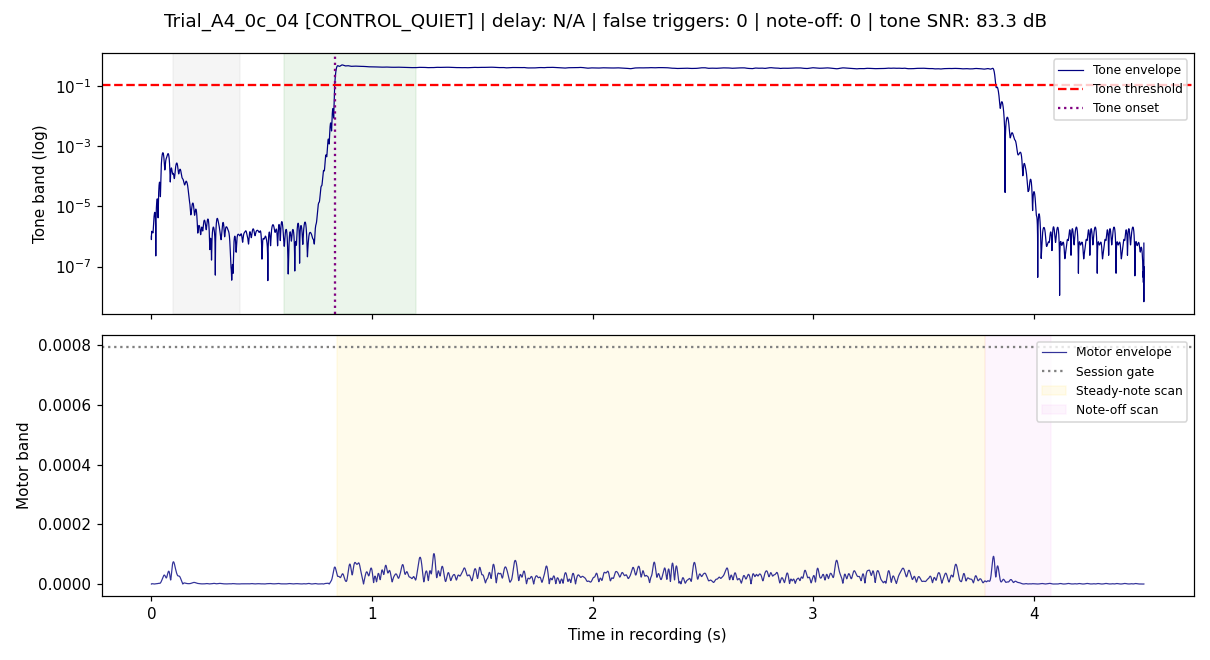 Trial_A4_0c_04 [CONTROL_QUIET] | delay: N/A | false triggers: 0 | note-off: 0 | tone SNR: 83.3 dB
Tone band (log)
10⁻¹
10⁻³
10⁻⁵
10⁻⁷
Tone envelope
Tone threshold
Tone onset
Motor band
0.0008
0.0006
0.0004
0.0002
0.0000
Motor envelope
Session gate
Steady-note scan
Note-off scan
0 1 2 3 4
Time in recording (s)